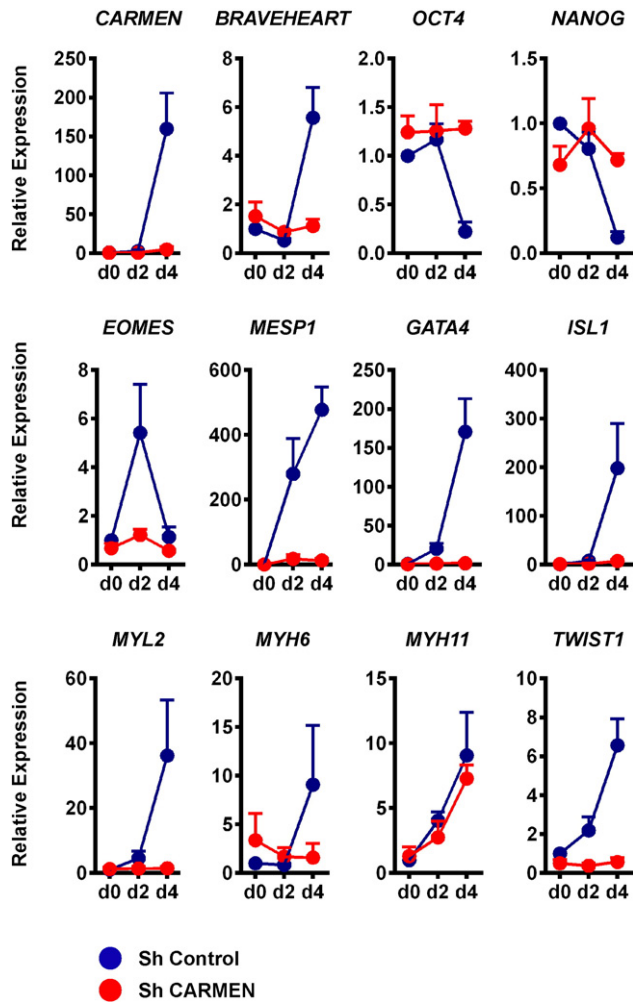 CARMEN BRAVEHEART OCT4 NANOG
Relative Expression
250
200
150
100
50
0
d0 d2 d4
8
6
4
2
0
d0 d2 d4
2.0
1.5
1.0
0.5
0.0
d0 d2 d4
1.5
1.0
0.5
0.0
d0 d2 d4
EOMES MESP1 GATA4 ISL1
Relative Expression
8
6
4
2
0
d0 d2 d4
600
400
200
0
d0 d2 d4
250
200
150
100
50
0
d0 d2 d4
400
300
200
100
0
d0 d2 d4
MYL2 MYH6 MYH11 TWIST1
Relative Expression
60
40
20
0
d0 d2 d4
20
15
10
5
0
d0 d2 d4
15
10
5
0
d0 d2 d4
8
6
4
2
0
d0 d2 d4
Sh Control
Sh CARMEN